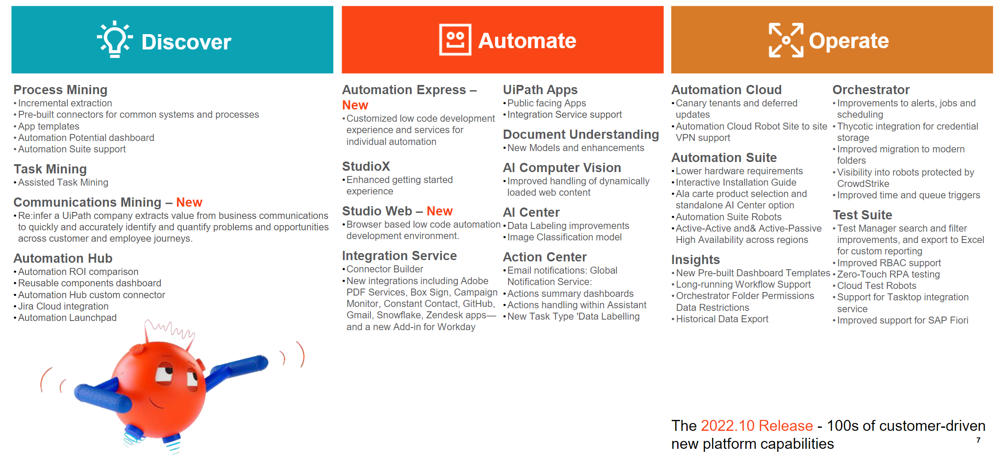 Discover
Process Mining
• Incremental extraction
• Pre-built connectors for common systems and processes
• App templates
• Automation Potential dashboard
• Automation Suite support
Task Mining
• Assisted Task Mining
Communications Mining – New
• Re:infer a UiPath company extracts value from business communications
to quickly and accurately identify and quantify problems and opportunities
across customer and employee journeys.
Automation Hub
• Automation ROI comparison
• Reusable components dashboard
• Automation Hub custom connector
• Jira Cloud integration
• Automation Launchpad
Automate
Automation Express –
New
• Customized low code development
experience and services for
individual automation
StudioX
• Enhanced getting started
experience
Studio Web – New
• Browser based low code automation
development environment.
Integration Service
• Connector Builder
• New integrations including Adobe
PDF Services, Box Sign, Campaign
Monitor, Constant Contact, GitHub,
Gmail, Snowflake, Zendesk apps—
and a new Add-in for Workday
UiPath Apps
• Public facing Apps
• Integration Service support
Document Understanding
• New Models and enhancements
AI Computer Vision
• Improved handling of dynamically
loaded web content
AI Center
• Data Labeling improvements
• Image Classification model
Action Center
• Email notifications: Global
Notification Service:
• Actions summary dashboards
• Actions handling within Assistant
• New Task Type 'Data Labelling
Operate
Automation Cloud
• Canary tenants and deferred
updates
• Automation Cloud Robot Site to site
VPN support
Automation Suite
• Lower hardware requirements
• Interactive Installation Guide
• Ala carte product selection and
standalone AI Center option
• Automation Suite Robots
• Active-Active and& Active-Passive
High Availability across regions
Insights
• New Pre-built Dashboard Templates
• Long-running Workflow Support
• Orchestrator Folder Permissions
Data Restrictions
• Historical Data Export
Orchestrator
• Improvements to alerts, jobs and
scheduling
• Thycotic integration for credential
storage
• Improved migration to modern
folders
• Visibility into robots protected by
CrowdStrike
• Improved time and queue triggers
Test Suite
• Test Manager search and filter
improvements, and export to Excel
for custom reporting
• Improved RBAC support
• Zero-Touch RPA testing
• Cloud Test Robots
• Support for Tasktop integration
service
• Improved support for SAP Fiori
The 2022.10 Release - 100s of customer-driven
new platform capabilities
7